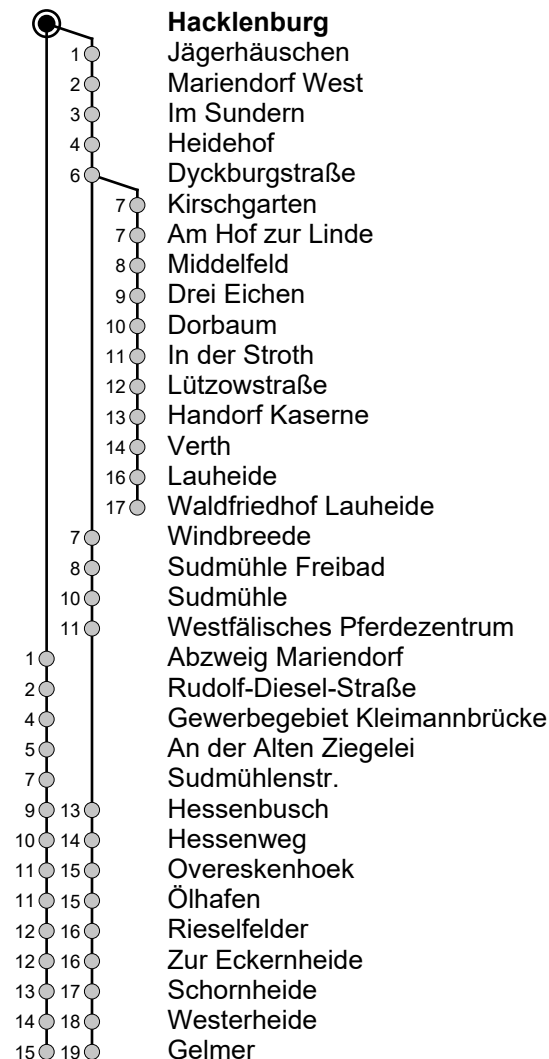 Hacklenburg
1 Jägerhäuschen
2 Mariendorf West
3 Im Sundern
4 Heidehof
6 Dyckburgstraße
7 Kirschgarten
7 Am Hof zur Linde
8 Middelfeld
9 Drei Eichen
10 Dorbaum
11 In der Stroth
12 Lützowstraße
13 Handorf Kaserne
14 Verth
16 Lauheide
17 Waldfriedhof Lauheide
7 Windbreede
8 Sudmühle Freibad
10 Sudmühle
11 Westfälisches Pferdezentrum
1 Abzweig Mariendorf
2 Rudolf-Diesel-Straße
4 Gewerbegebiet Kleimannbrücke
5 An der Alten Ziegelei
7 Sudmühlenstr.
9 13 Hessenbusch
10 14 Hessenweg
11 15 Overeskenhoek
11 15 Ölhafen
12 16 Rieselfelder
12 16 Zur Eckernheide
13 17 Schornheide
14 18 Westerheide
15 19 Gelmer